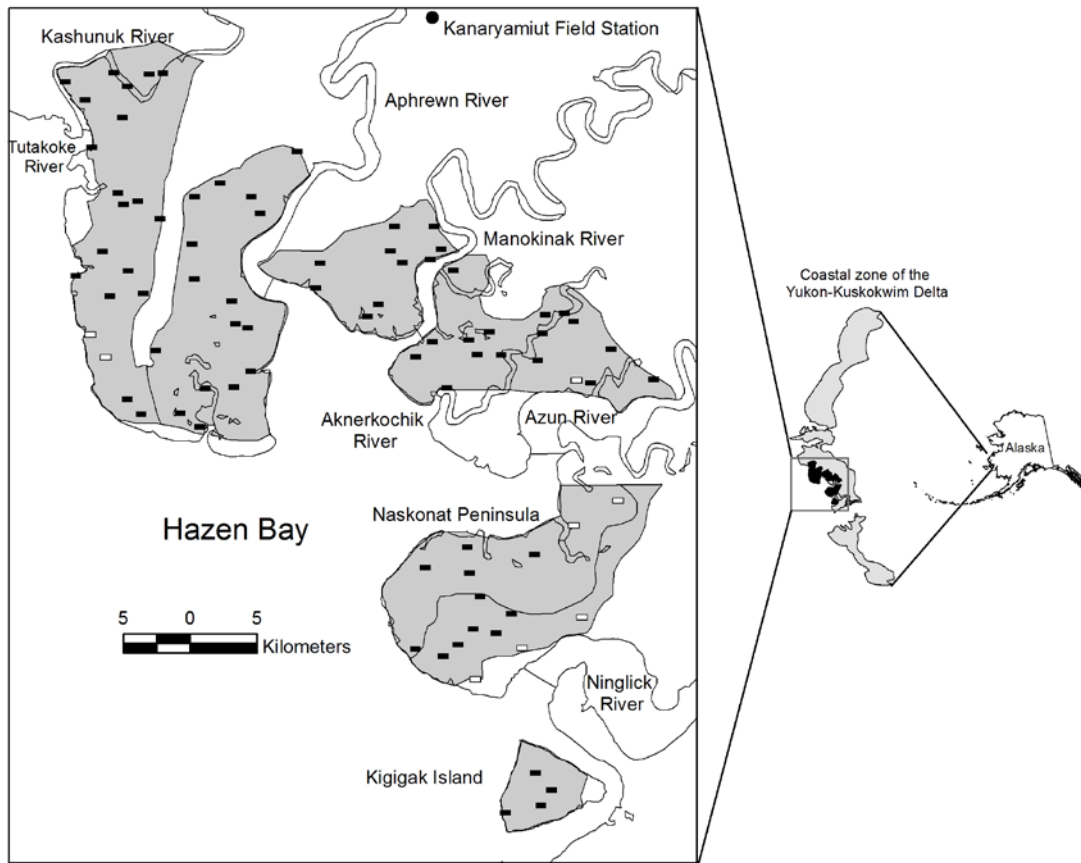 Kashunuk River
Kanaryamiut Field Station
Aphrewn River
Tutakoke
River
Manokinak River
Coastal zone of the
Yukon-Kuskokwim Delta
Aknerkochik
River
Azun River
Alaska
Naskonat Peninsula
Hazen Bay
5 0 5
Kilometers
Ninglick
River
Kigigak Island